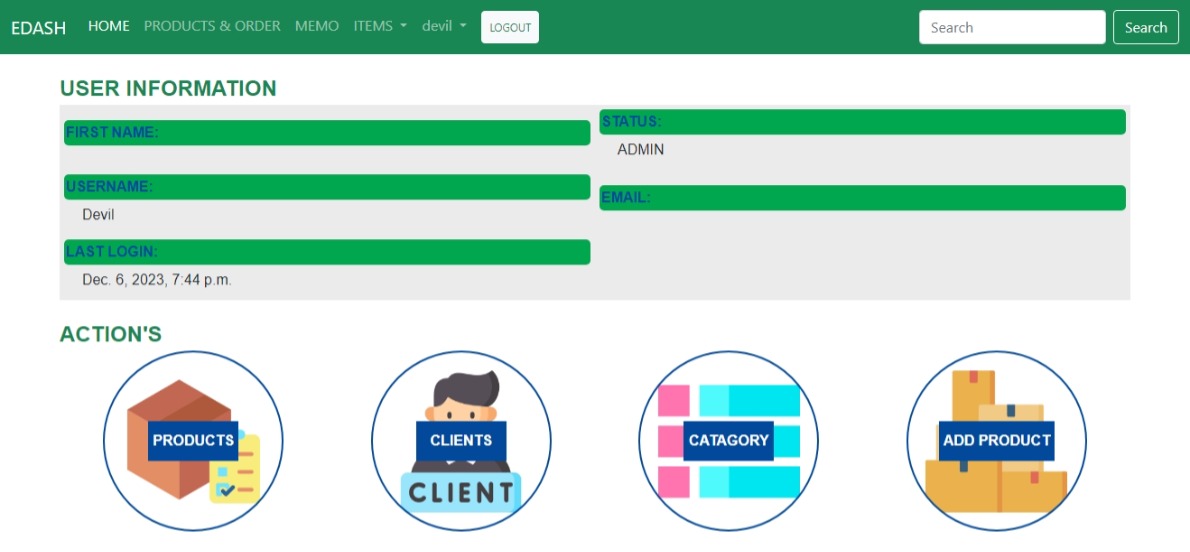 EDASH HOME PRODUCTS & ORDER MEMO ITEMS devil LOGOUT Search Search
USER INFORMATION
FIRST NAME:
STATUS:
ADMIN
USERNAME:
Devil
EMAIL:
LAST LOGIN:
Dec. 6, 2023, 7:44 p.m.
ACTION'S
PRODUCTS
CLIENTS
CLIENT
CATAGORY
ADD PRODUCT